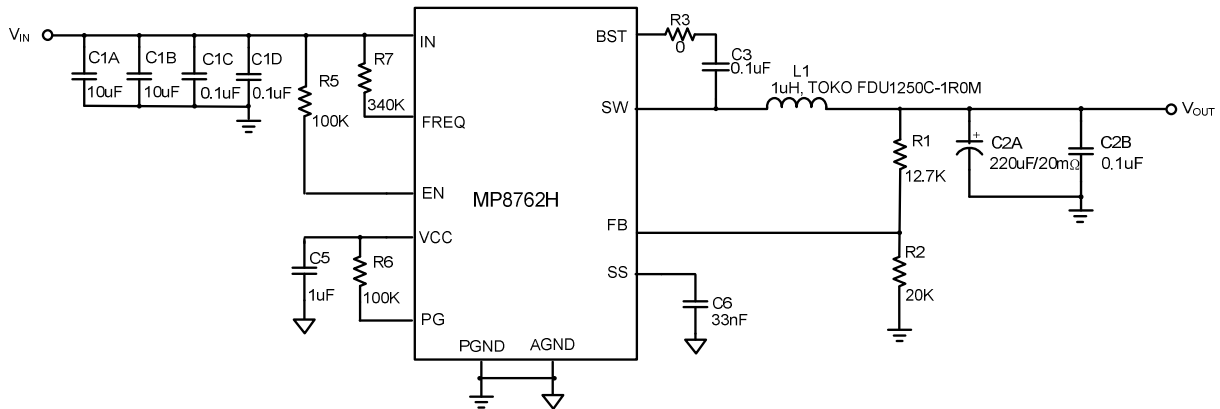 VIN
C1A
10uF
C1B
10uF
C1C
0.1uF
C1D
0.1uF
R5
100K
R7
340K
IN
FREQ
EN
VCC
PG
C5
1uF
R6
100K
MP8762H
PGND
AGND
BST
SW
FB
SS
R3
0
C3
0.1uF
L1
1uH, TOKO FDU1250C-1R0M
R1
12.7K
R2
20K
C6
33nF
+
C2A
220uF/20mΩ
C2B
0.1uF
VOUT